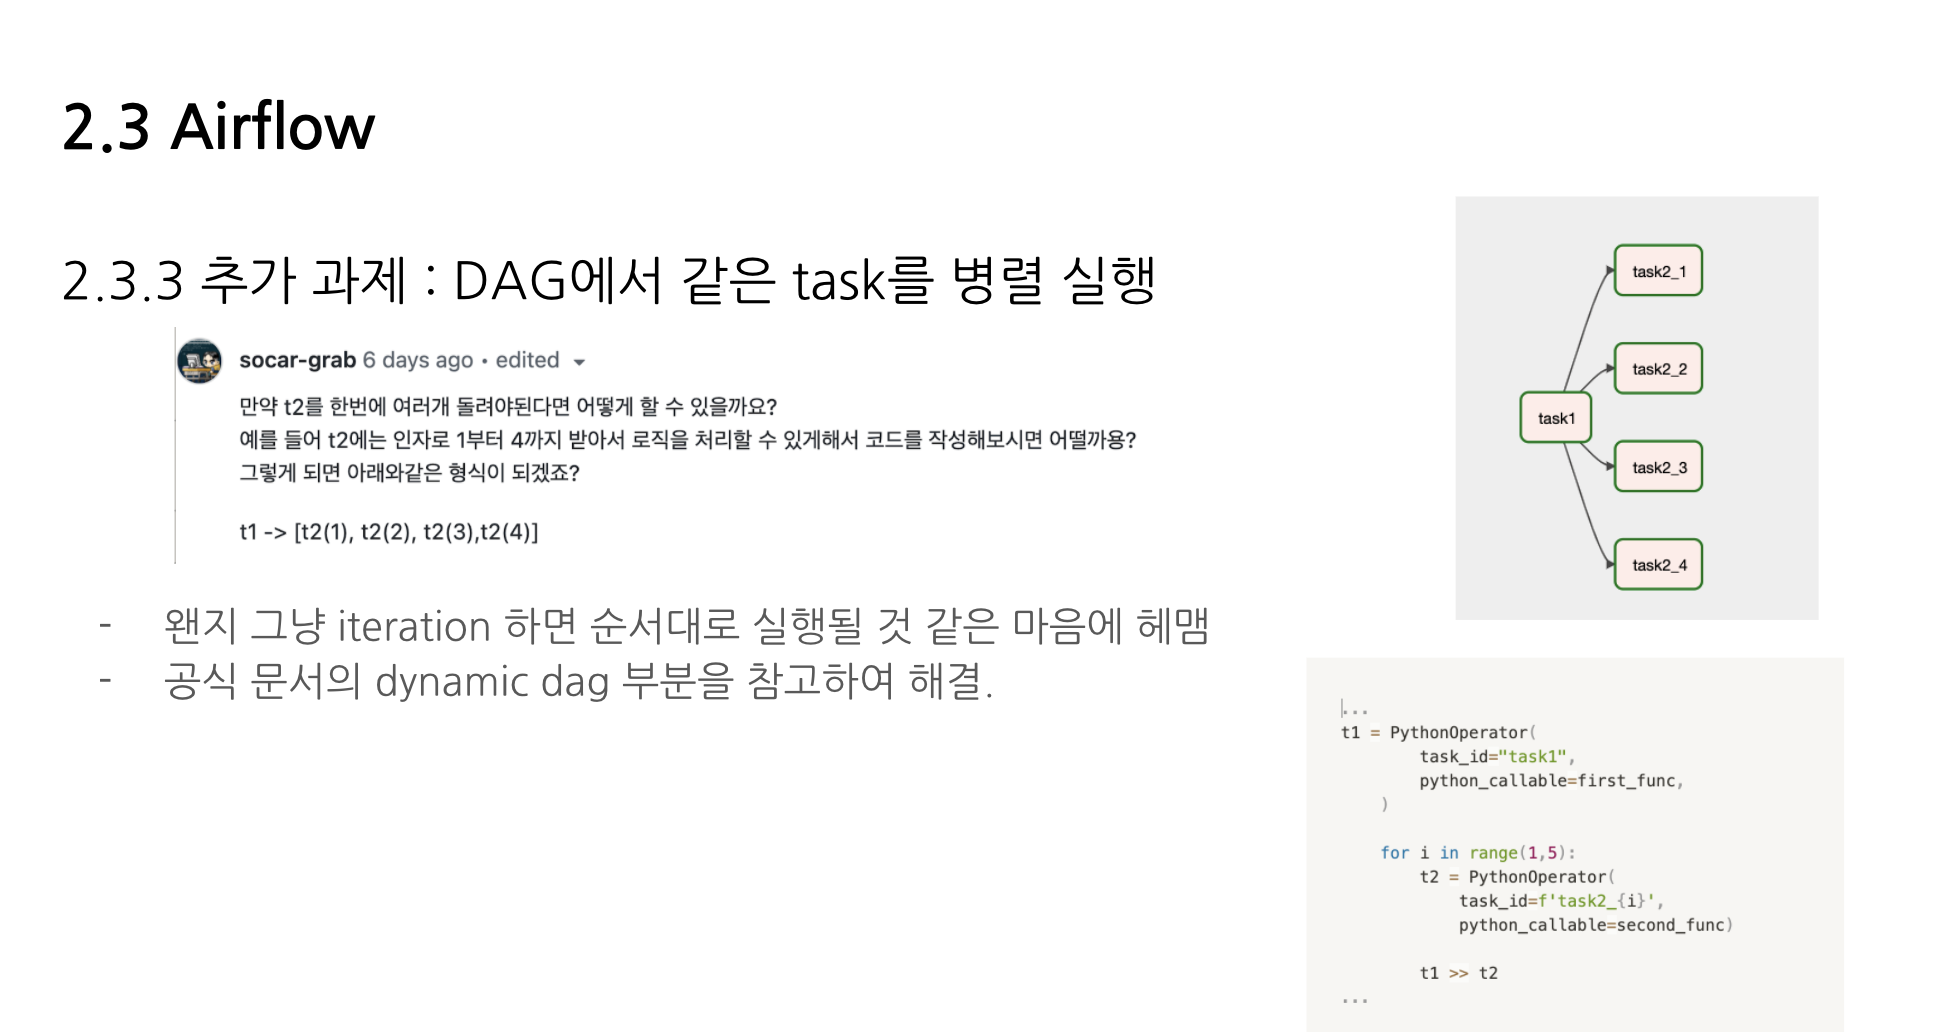 2.3 Airflow
2.3.3 추가 과제 : DAG에서 같은 task를 병렬 실행
socar-grab 6 days ago • edited
만약 t2를 한번에 여러개 돌려야된다면 어떻게 할 수 있을까요?
예를 들어 t2에는 인자로 1부터 4까지 받아서 로직을 처리할 수 있게해서 코드를 작성해보시면 어떨까용?
그렇게 되면 아래와같은 형식이 되겠죠?
t1 -> [t2(1), t2(2), t2(3),t2(4)]
- 왠지 그냥 iteration 하면 순서대로 실행될 것 같은 마음에 헤맴
- 공식 문서의 dynamic dag 부분을 참고하여 해결.
task1
task2_1
task2_2
task2_3
task2_4
...
t1 = PythonOperator(
task_id="task1",
python_callable=first_func,
)
for i in range(1,5):
t2 = PythonOperator(
task_id=f'task2_{i}',
python_callable=second_func)
t1 >> t2
...